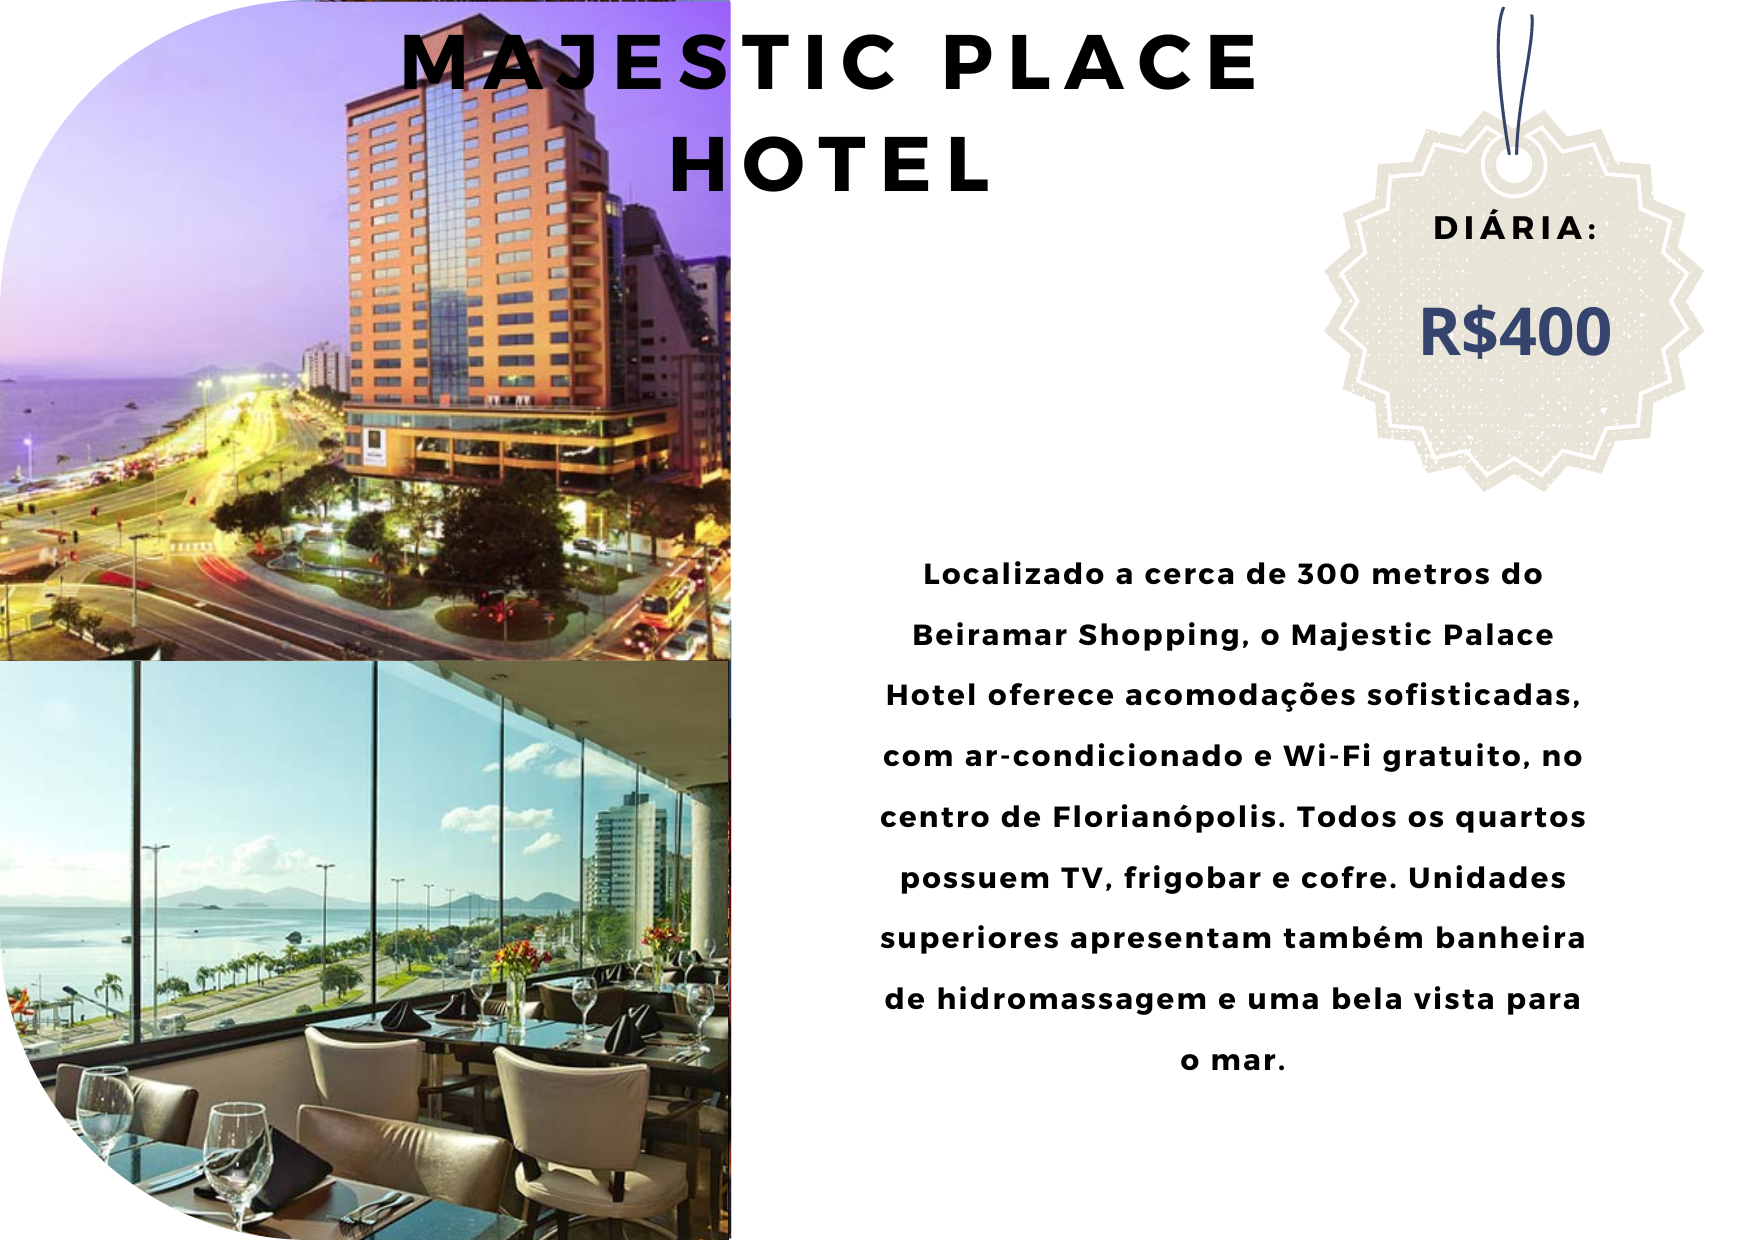 MAJESTIC PLACE
HOTEL
DIÁRIA:
R$400
Localizado a cerca de 300 metros do
Beiramar Shopping, o Majestic Palace
Hotel oferece acomodações sofisticadas,
com ar-condicionado e Wi-Fi gratuito, no
centro de Florianópolis. Todos os quartos
possuem TV, frigobar e cofre. Unidades
superiores apresentam também banheira
de hidromassagem e uma bela vista para
o mar.